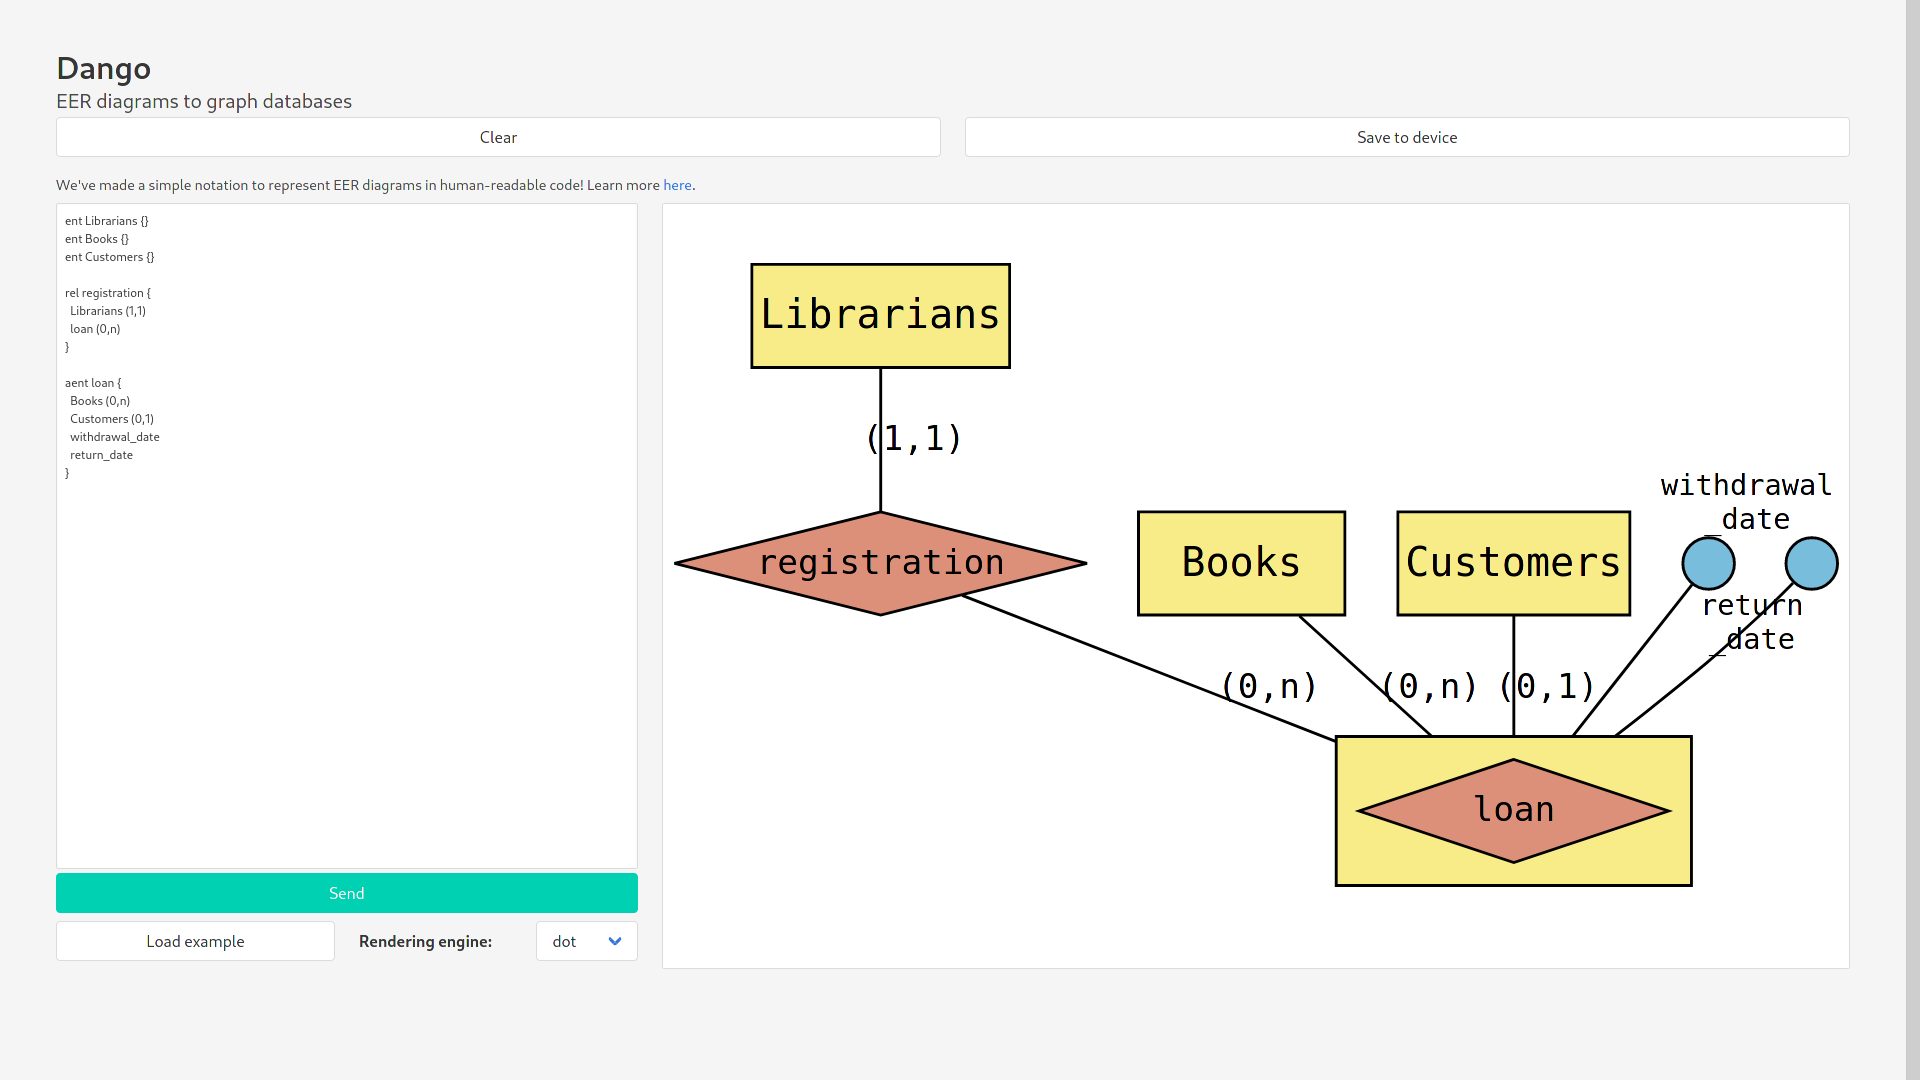 Dango
EER diagrams to graph databases
Clear
Save to device
We've made a simple notation to represent EER diagrams in human-readable code! Learn more here.
ent Librarians {}
ent Books {}
ent Customers {}
rel registration {
Librarians (1,1)
loan (0,n)
}
aent loan {
Books (0,n)
Customers (0,1)
withdrawal_date
return_date
}
Send
Load example
Rendering engine:
dot
Librarians
(1,1)
withdrawal
_date
registration
Books
Customers
return
_date
(0,n)
(0,n)
(0,1)
loan